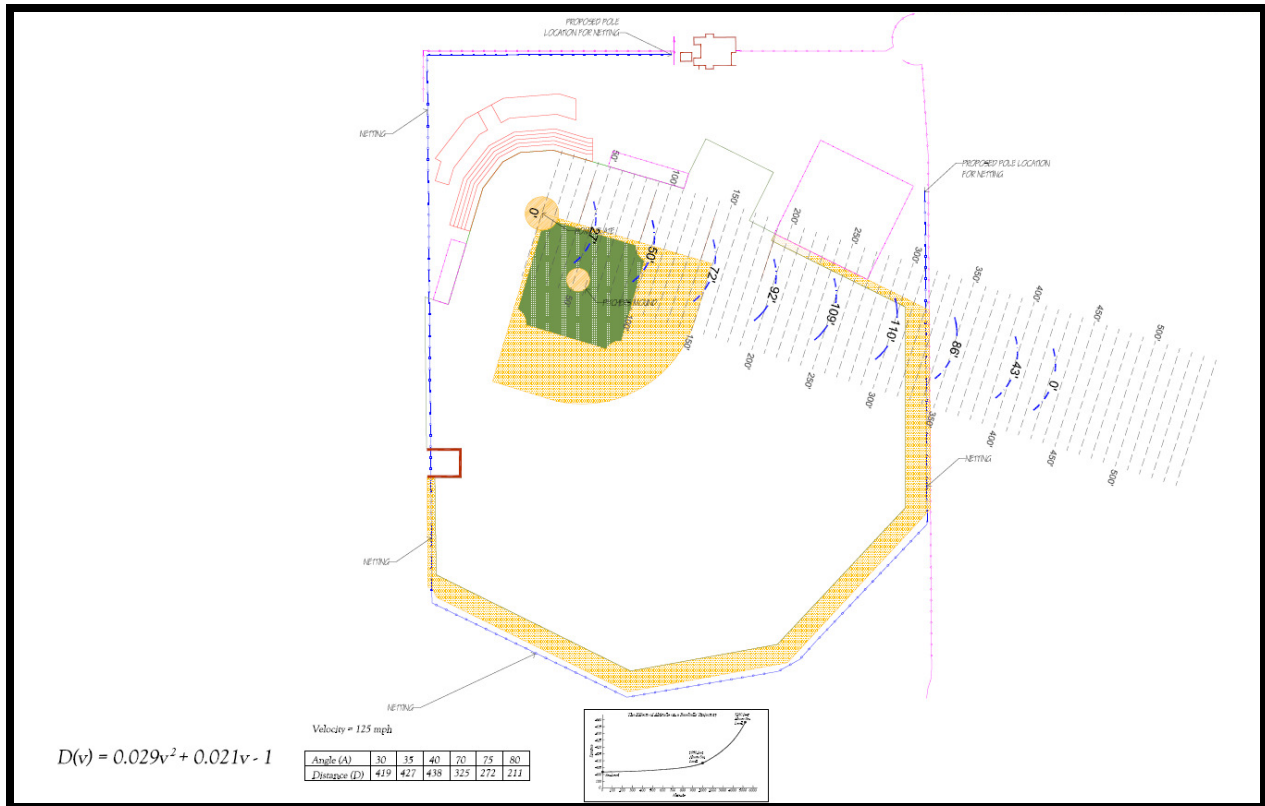 PROPOSED POLE
LOCATION FOR NETTING
NETTING
PROPOSED POLE LOCATION
FOR NETTING
50'
100'
150'
200'
250'
300'
350'
400'
450'
500'
0'
27'
50'
72'
92'
109'
110'
86'
43'
0'
50'
100'
150'
200'
250'
300'
350'
400'
450'
500'
NETTING
NETTING
NETTING
Velocity = 125 mph
D(v) = 0.029v² + 0.021v - 1
Angle (A) 30 35 40 70 75 80
Distance (D) 419 427 438 325 272 211